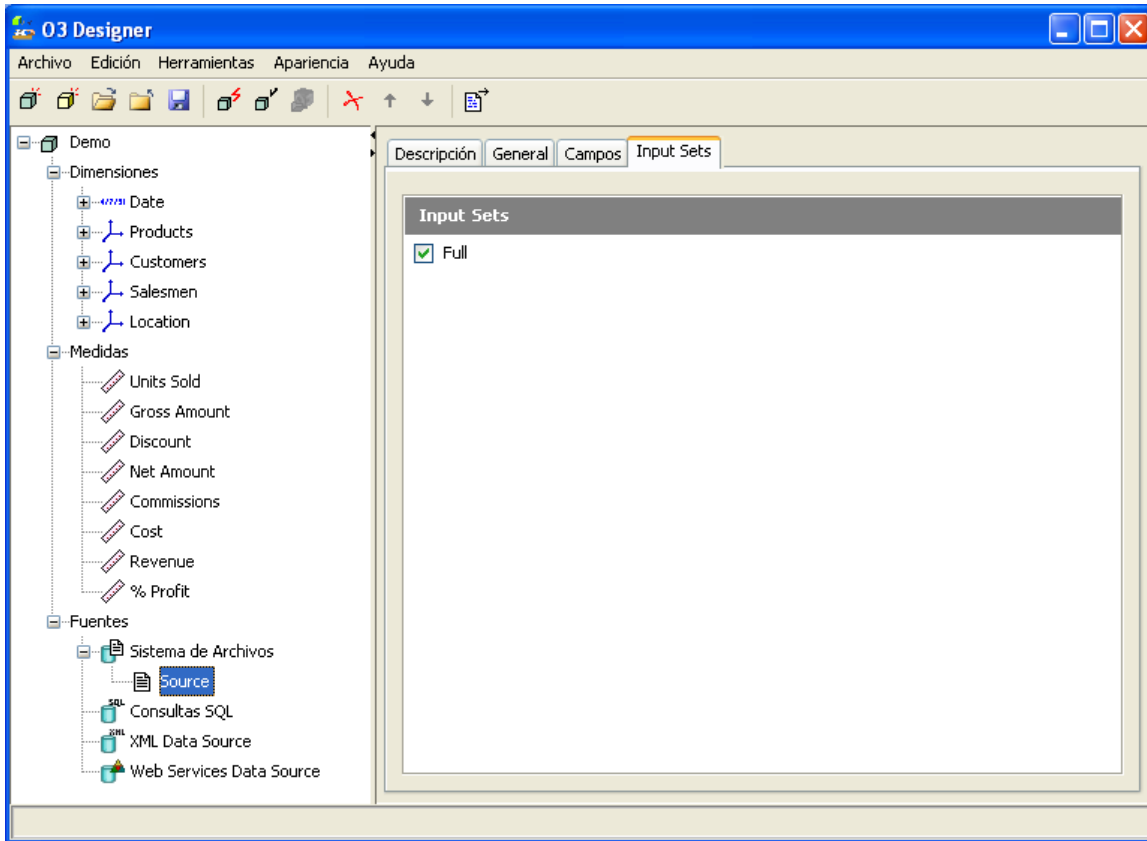 O3 Designer
Archivo Edición Herramientas Apariencia Ayuda
Demo
Dimensiones
Date
Products
Customers
Salesmen
Location
Medidas
Units Sold
Gross Amount
Discount
Net Amount
Commissions
Cost
Revenue
% Profit
Fuentes
Sistema de Archivos
Source
SQL
Consultas SQL
XML
XML Data Source
Web Services Data Source
Descripción General Campos Input Sets
Input Sets
Full